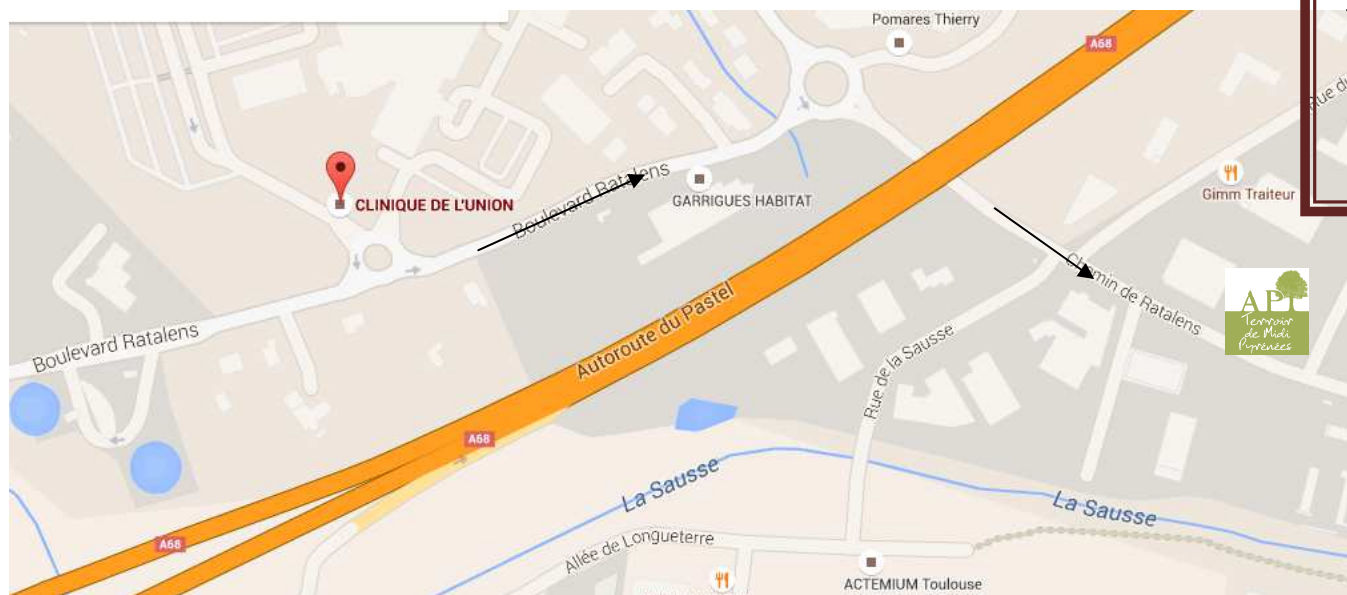 Pomares Thierry
A68
Rue du
Boulevard Ratalens
GARRIGUES HABITAT
Gimm Traiteur
CLINIQUE DE L'UNION
Chemin de Ratalens
API
Terroir
de Midi
Pyrénées
Autoroute du Pastel
Boulevard Ratalens
Rue de la Sausse
A68
La Sausse
La Sausse
A68
Allée de Longueterre
ACTEMIUM Toulouse